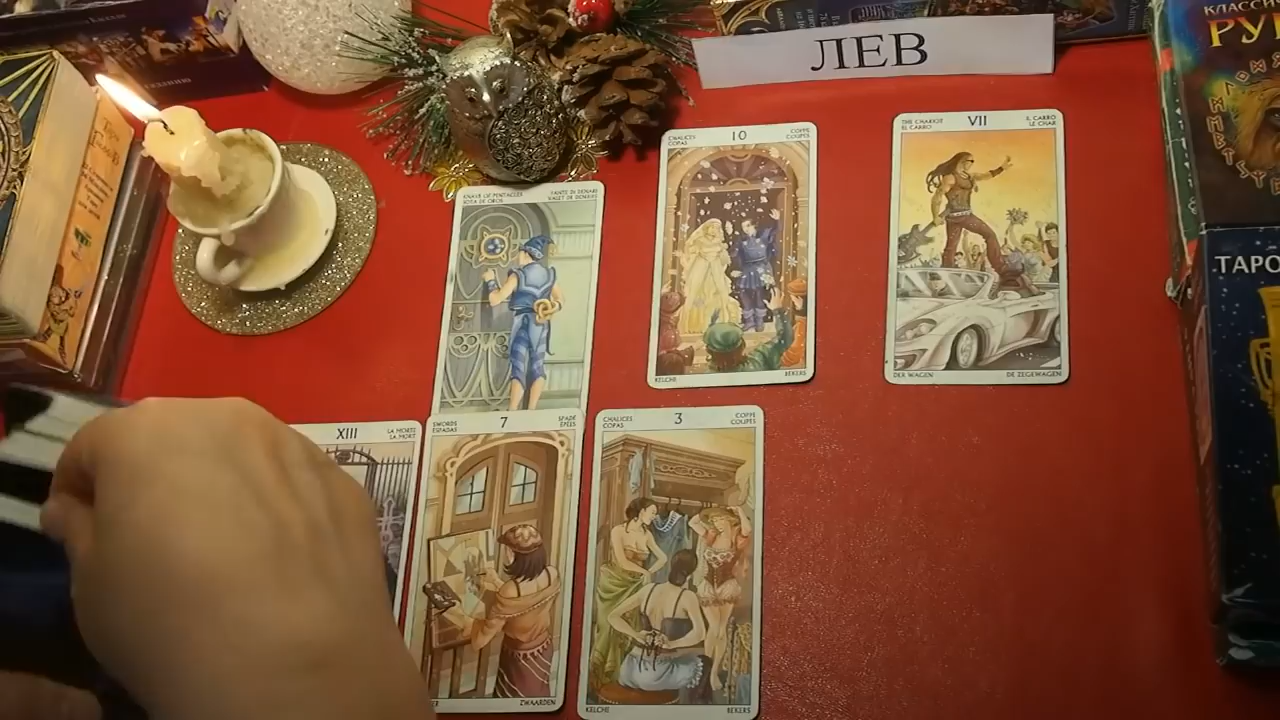 ЛЕВ
КЛАССИ
РУ
ТАРО
KNAVE OF PENTACLES
SOTA DE OROS
FANTE DI DENARI
VALET DE DENIERS
CHALICES
COPAS
10
COPPE
COUPES
KELCHE
BEKERS
THE CHARIOT
EL CARRO
VII
IL CARRO
LE CHAR
DER WAGEN
DE ZEGEWAGEN
XIII
LA MORTE
LA MORT
SWORDS
ESPADAS
7
SPADE
EPEES
ZWAARDEN
CHALICES
COPAS
3
COPPE
COUPES
KELCHE
BEKERS